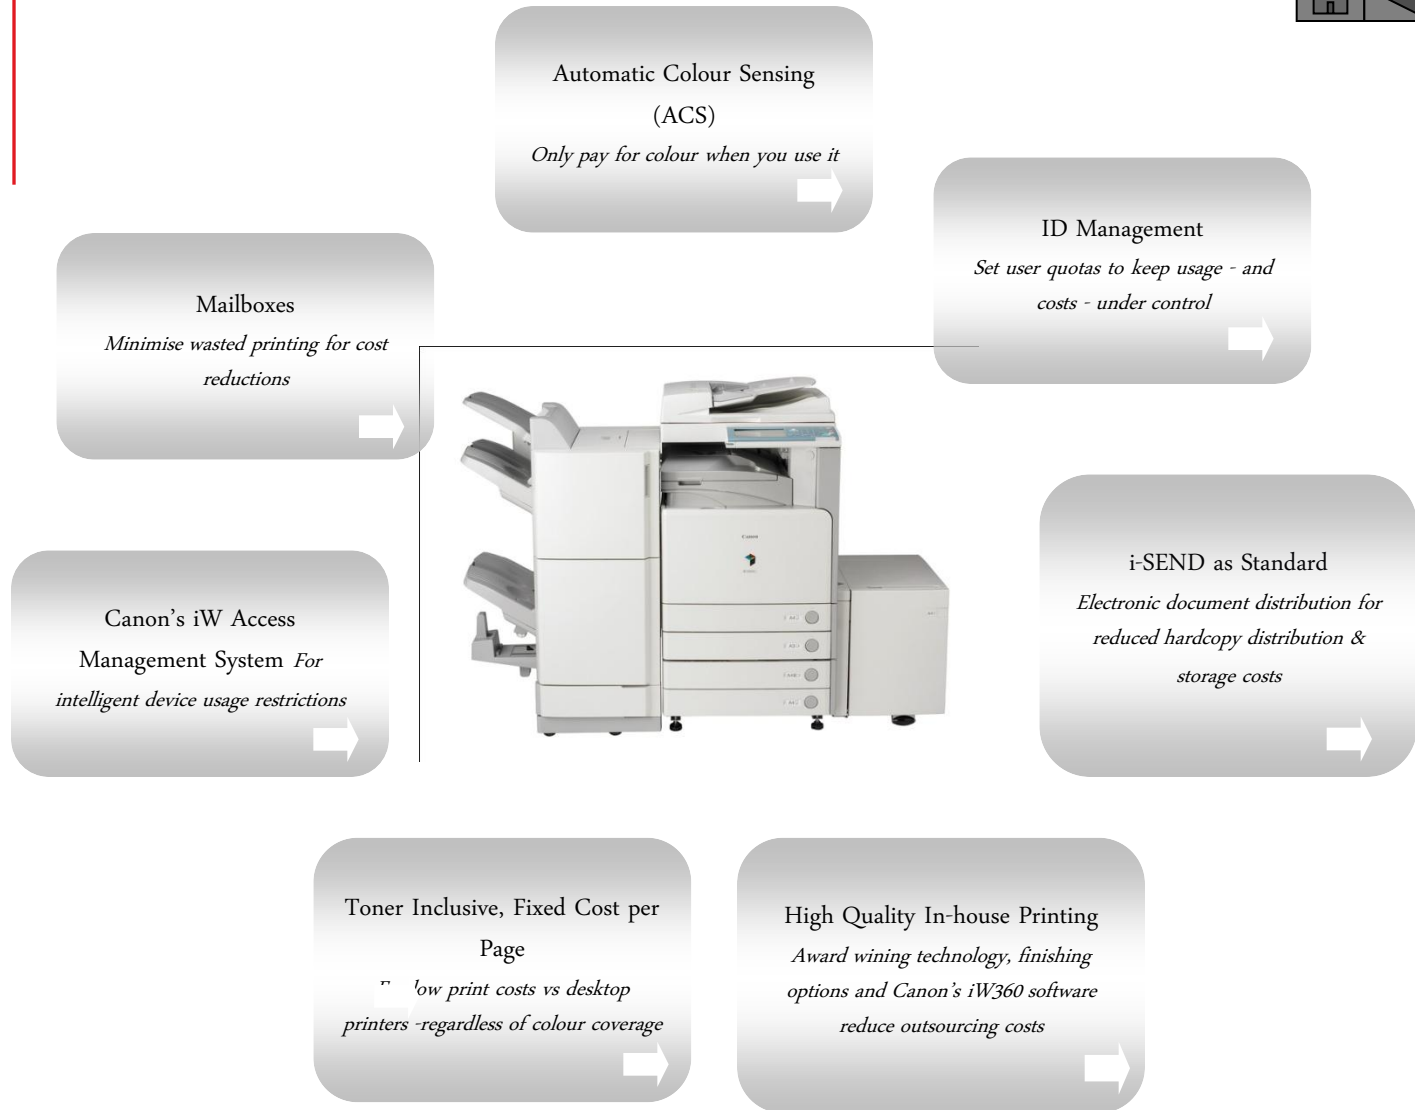 Automatic Colour Sensing
(ACS)
Only pay for colour when you use it
ID Management
Set user quotas to keep usage - and
costs - under control
Mailboxes
Minimise wasted printing for cost
reductions
Canon
i-SEND as Standard
Electronic document distribution for
reduced hardcopy distribution &
storage costs
Canon's iW Access
Management System For
intelligent device usage restrictions
Toner Inclusive, Fixed Cost per
Page
low print costs vs desktop
printers -regardless of colour coverage
High Quality In-house Printing
Award wining technology, finishing
options and Canon's iW360 software
reduce outsourcing costs